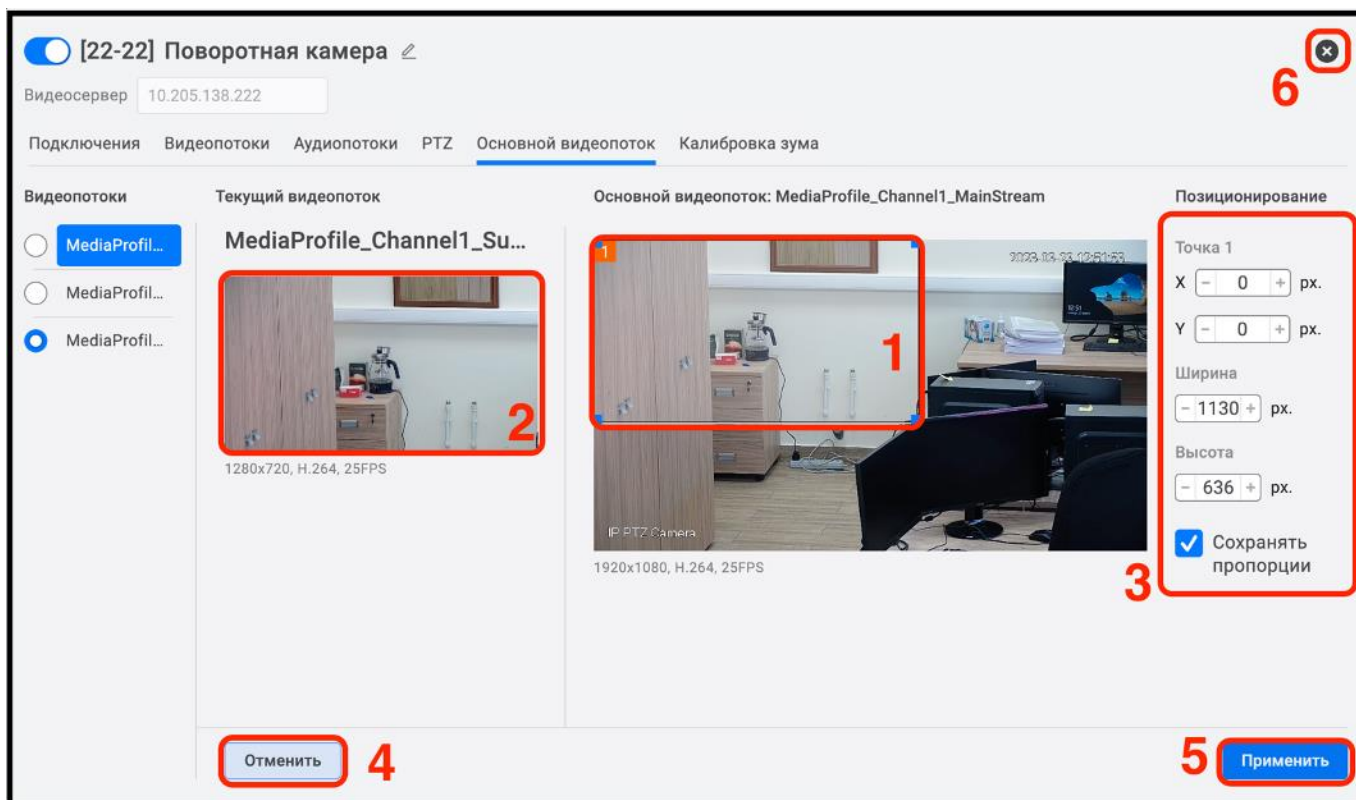 [22-22] Поворотная камера
6
Видеосервер 10.205.138.222
Подключения Видеопотоки Аудиопотоки PTZ Основной видеопоток Калибровка зума
Видеопотоки Текущий видеопоток Основной видеопоток: MediaProfile_Channel1_MainStream Позиционирование
MediaProfil...
MediaProfil...
MediaProfil...
MediaProfile_Channel1_Su...
2
1280x720, H.264, 25FPS
1
1
12:51
IP PTZ Camera
1920x1080, H.264, 25FPS
Точка 1
X - 0 + px.
Y - 0 + px.
Ширина
- 1130 + px.
Высота
- 636 + px.
Сохранять
пропорции
3
Отменить 4
5 Применить